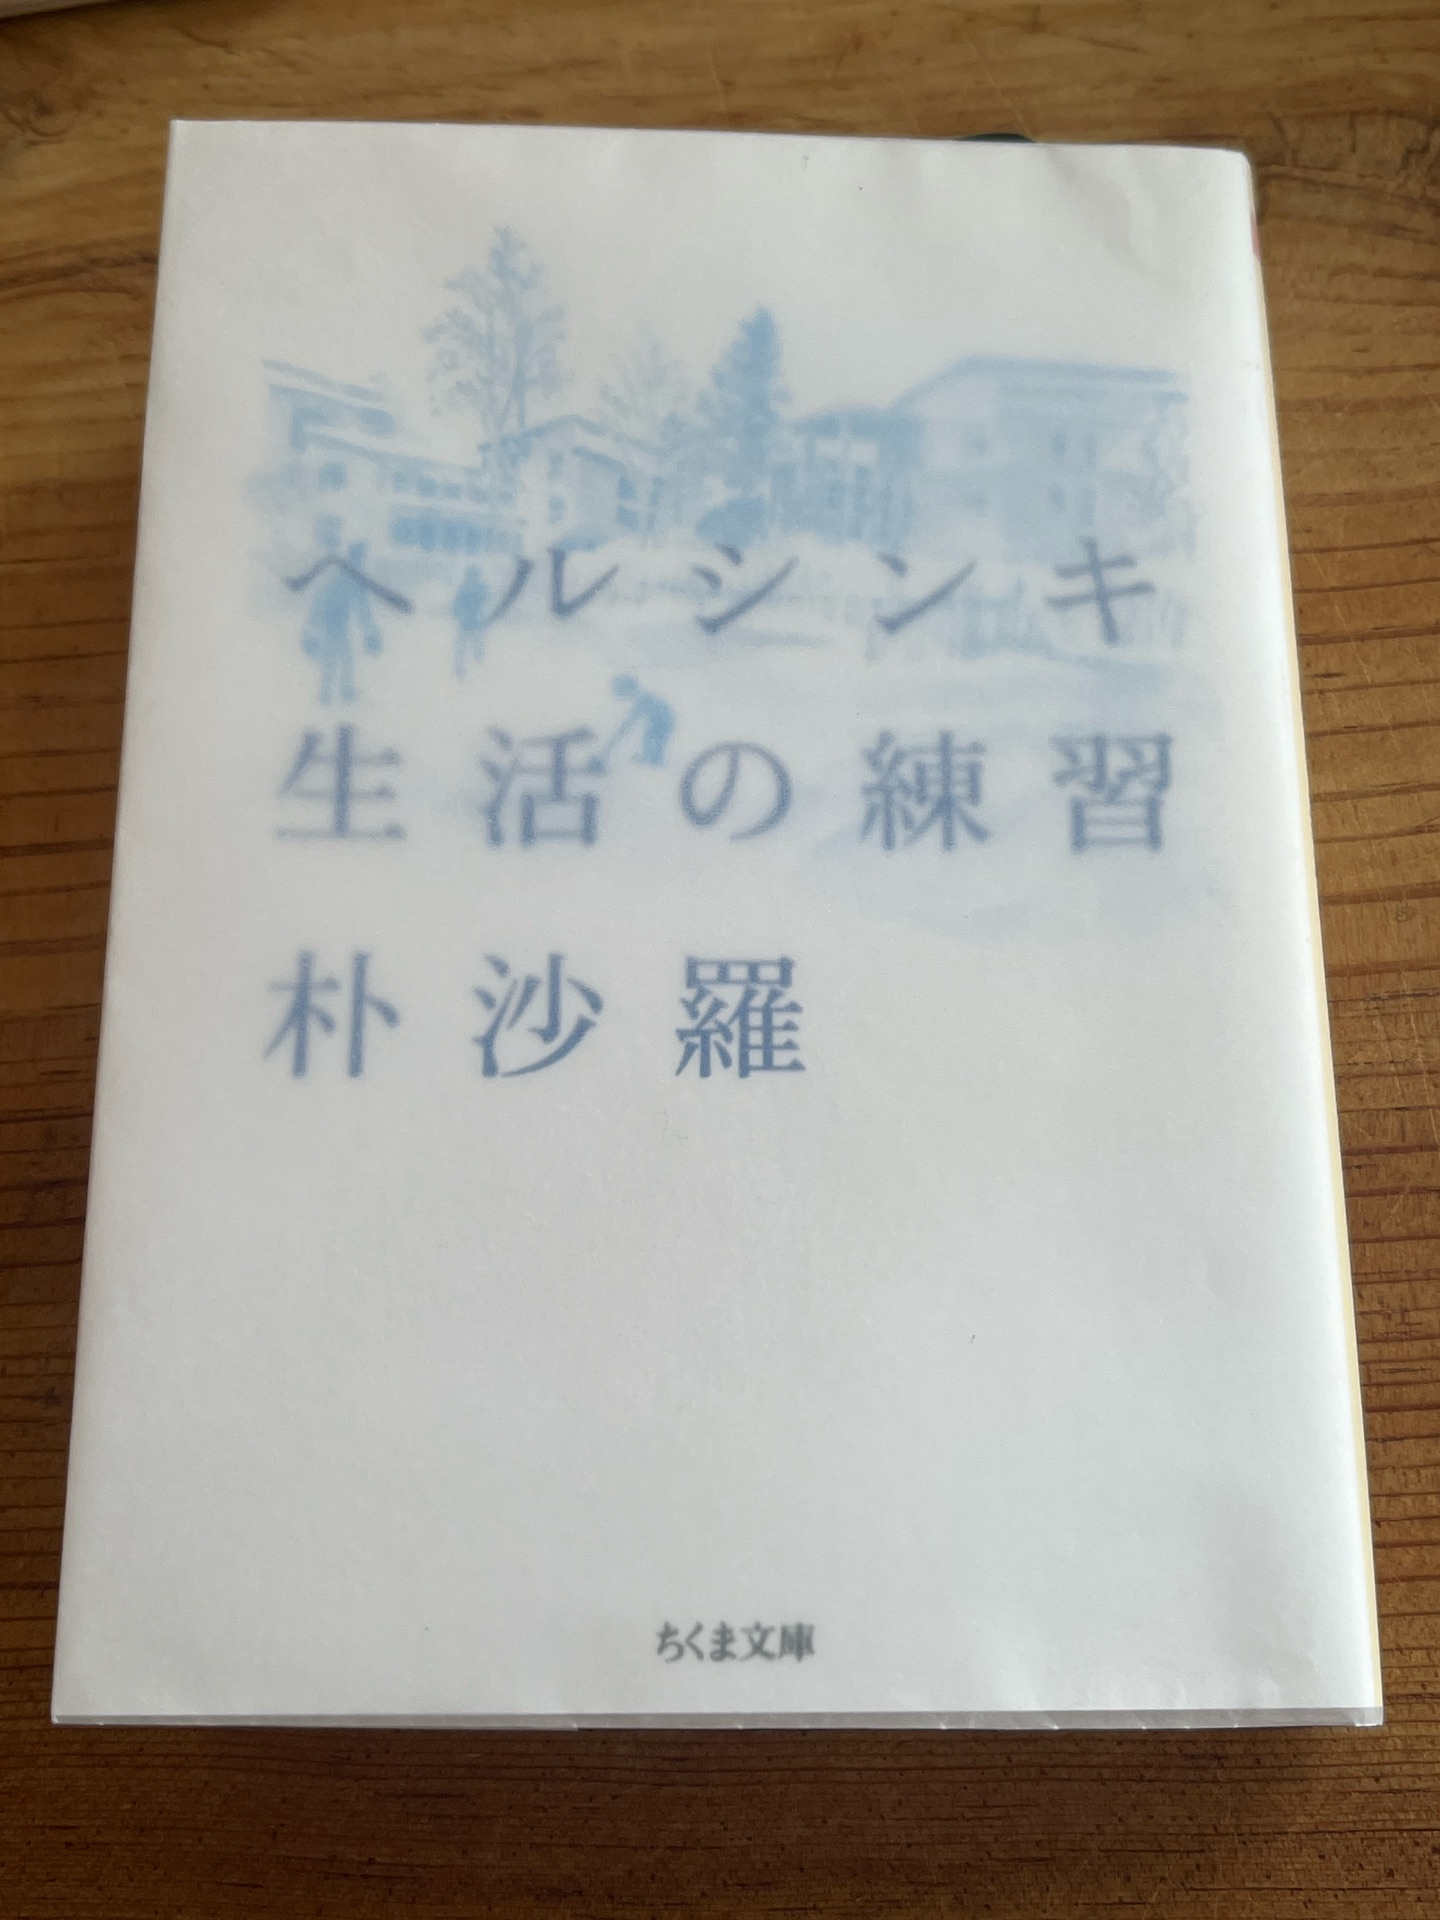 ヘルシンキ
生活の練習
朴沙羅
ちくま文庫